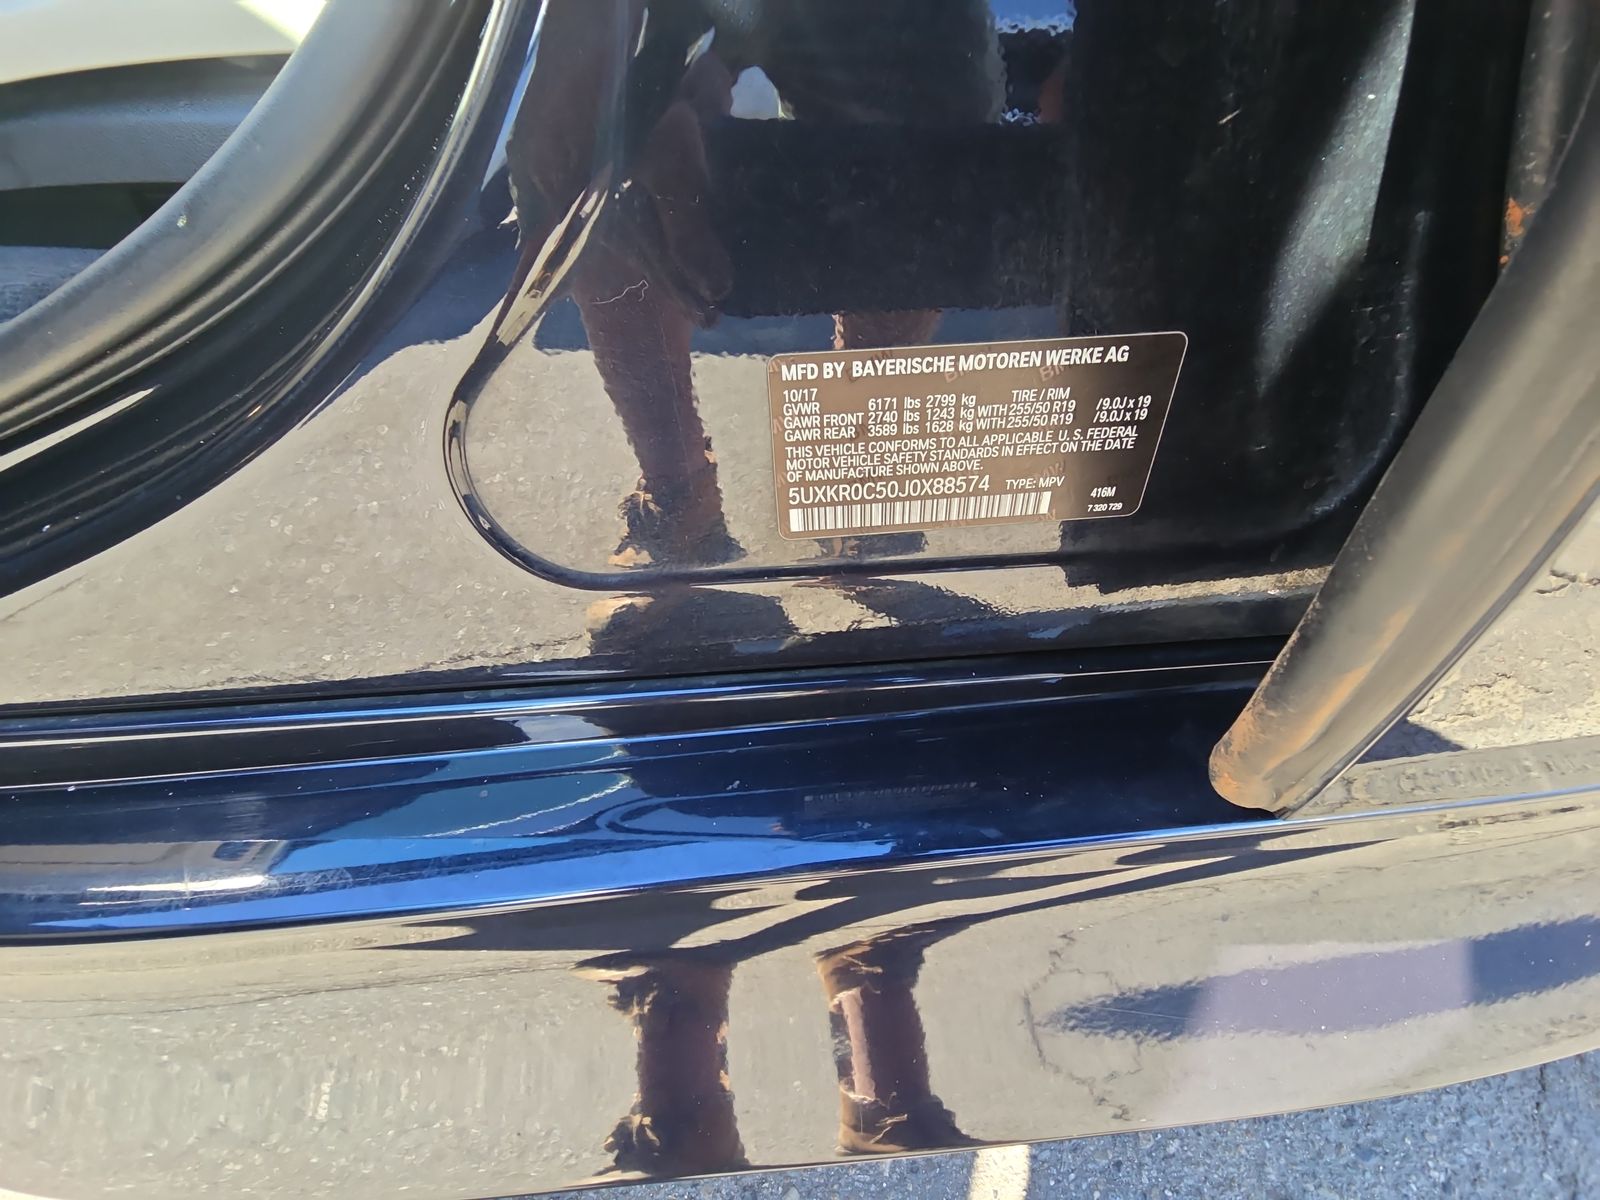 MFD BY BAYERISCHE MOTOREN WERKE AG
10/17 TIRE / RIM
GVWR 6171 lbs 2799 kg
GAWR FRONT 2740 lbs 1243 kg WITH 255/50 R19 /9.0J x 19
GAWR REAR 3589 lbs 1628 kg WITH 255/50 R19 /9.0J x 19
THIS VEHICLE CONFORMS TO ALL APPLICABLE U.S. FEDERAL
MOTOR VEHICLE SAFETY STANDARDS IN EFFECT ON THE DATE
OF MANUFACTURE SHOWN ABOVE.
5UXKR0C50J0X88574 TYPE: MPV 416M
7 320 729